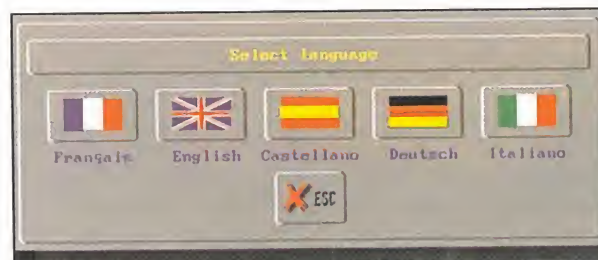 Select language
Français English Castellano Deutsch Italiano
ESC